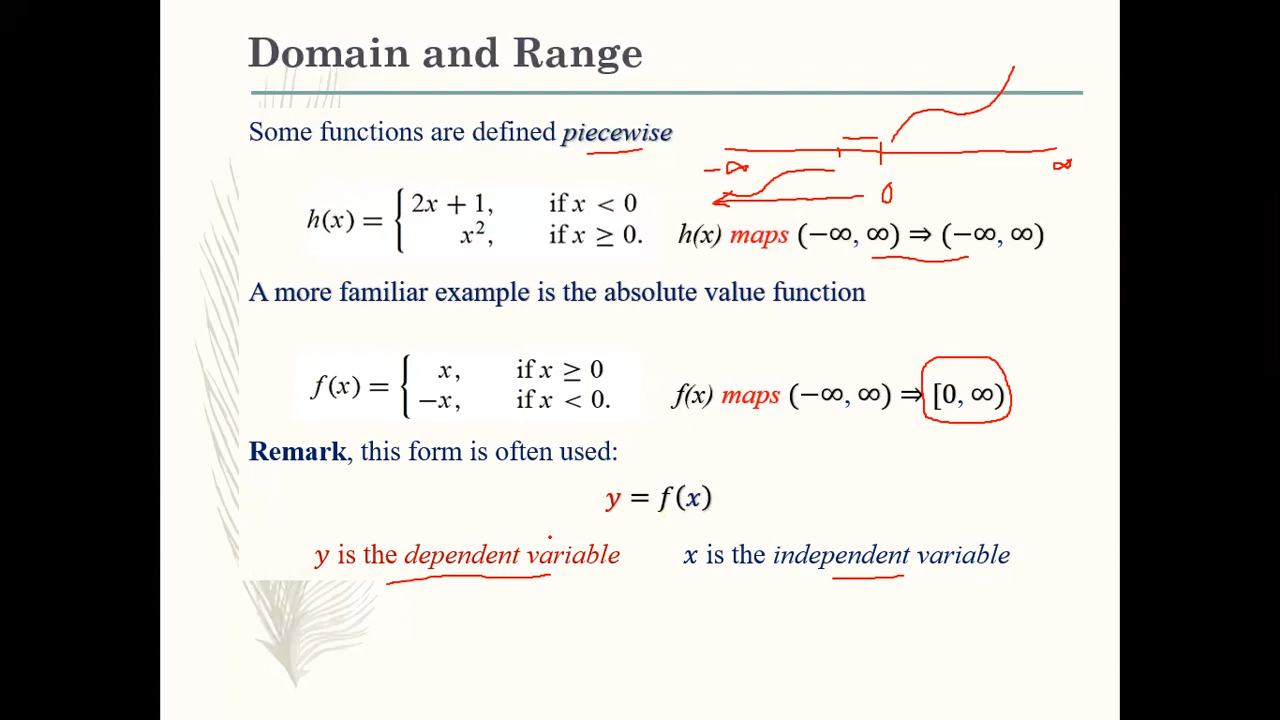 Domain and Range
Some functions are defined piecewise
-∞ 0 ∞
h(x) = { 2x + 1, if x < 0
x², if x ≥ 0.
h(x) maps (−∞, ∞) ⇒ (−∞, ∞)
A more familiar example is the absolute value function
f(x) = { x, if x ≥ 0
−x, if x < 0.
f(x) maps (−∞, ∞) ⇒ [0, ∞)
Remark, this form is often used:
y = f(x)
y is the dependent variable x is the independent variable